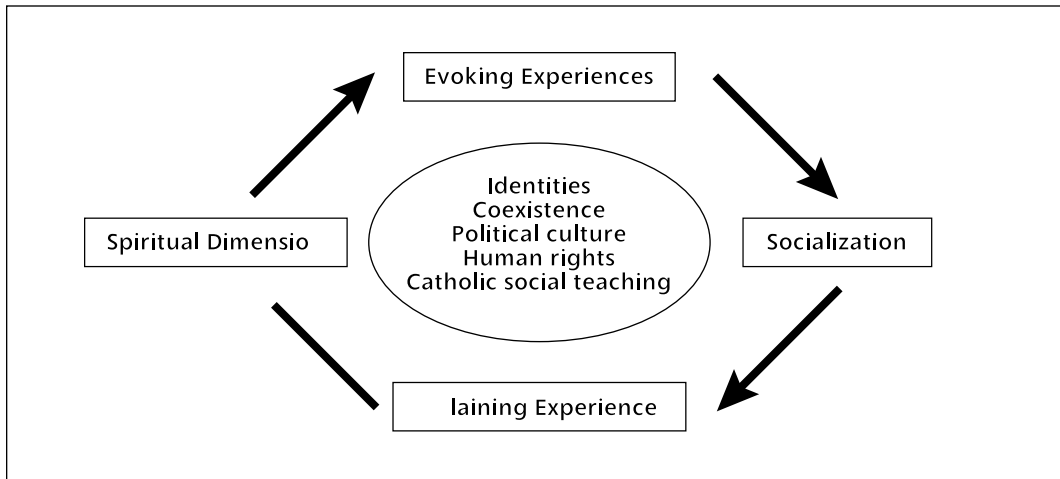 Evoking Experiences
Identities
Coexistence
Political culture
Human rights
Catholic social teaching
Spiritual Dimensio
Socialization
laining Experience